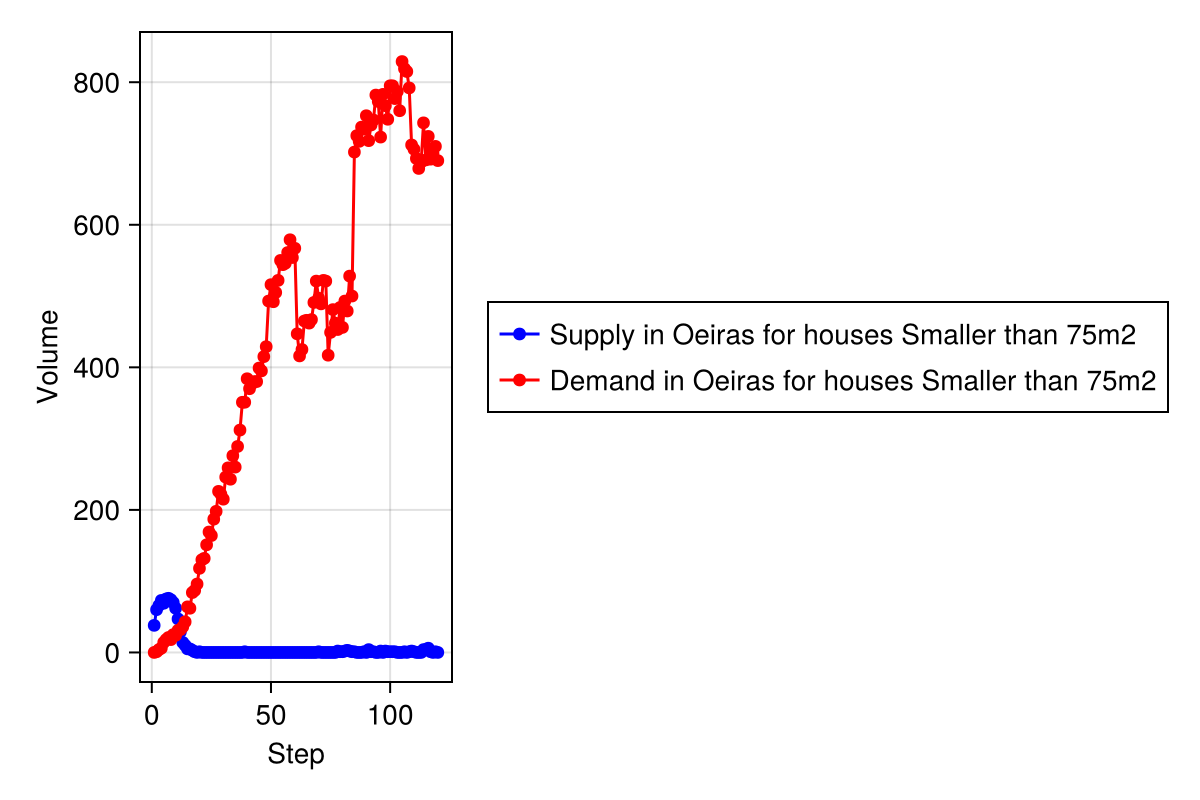 800
600
400
200
0
Volume
0 50 100
Step
Supply in Oeiras for houses Smaller than 75m2
Demand in Oeiras for houses Smaller than 75m2